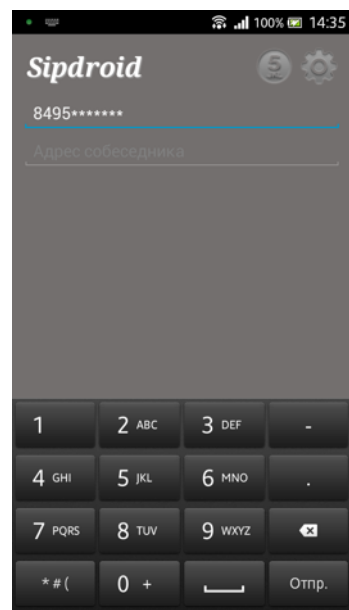 100% 14:35
Sipdroid 5
8495*******
Адрес собеседника
1 2 ABC 3 DEF -
4 GHI 5 JKL 6 MNO .
7 PQRS 8 TUV 9 WXYZ
* # ( 0 + Отпр.